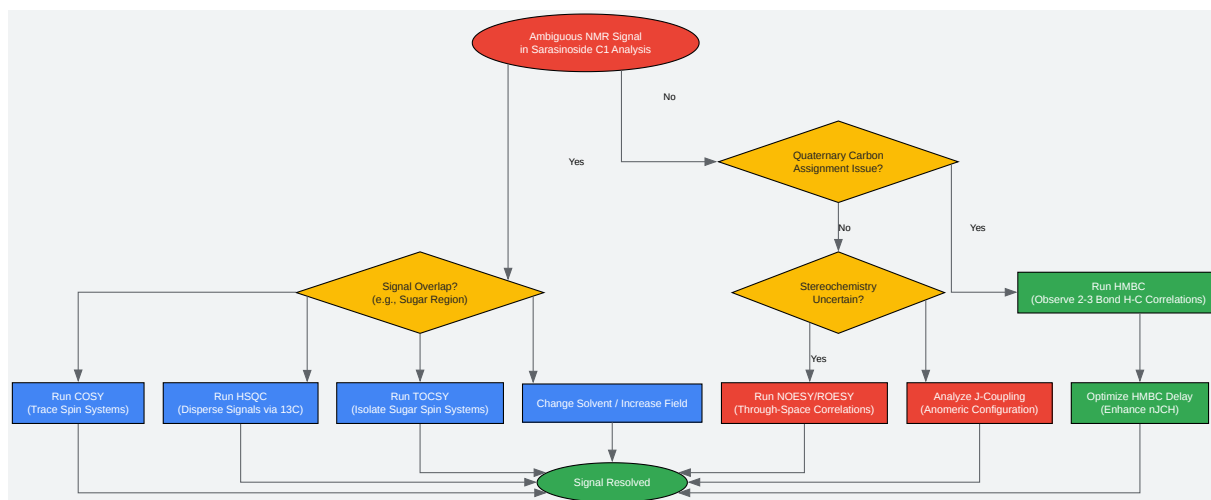 Ambiguous NMR Signal
in Sarasinoside C1 Analysis
No
Yes
Quaternary Carbon
Assignment Issue?
No
Yes
Signal Overlap?
(e.g., Sugar Region)
Stereochemistry
Uncertain?
Run HMBC
(Observe 2-3 Bond H-C Correlations)
Yes
Run COSY
(Trace Spin Systems)
Run HSQC
(Disperse Signals via 13C)
Run TOCSY
(Isolate Sugar Spin Systems)
Change Solvent / Increase Field
Run NOESY/ROESY
(Through-Space Correlations)
Analyze J-Coupling
(Anomeric Configuration)
Optimize HMBC Delay
(Enhance nJCH)
Signal Resolved